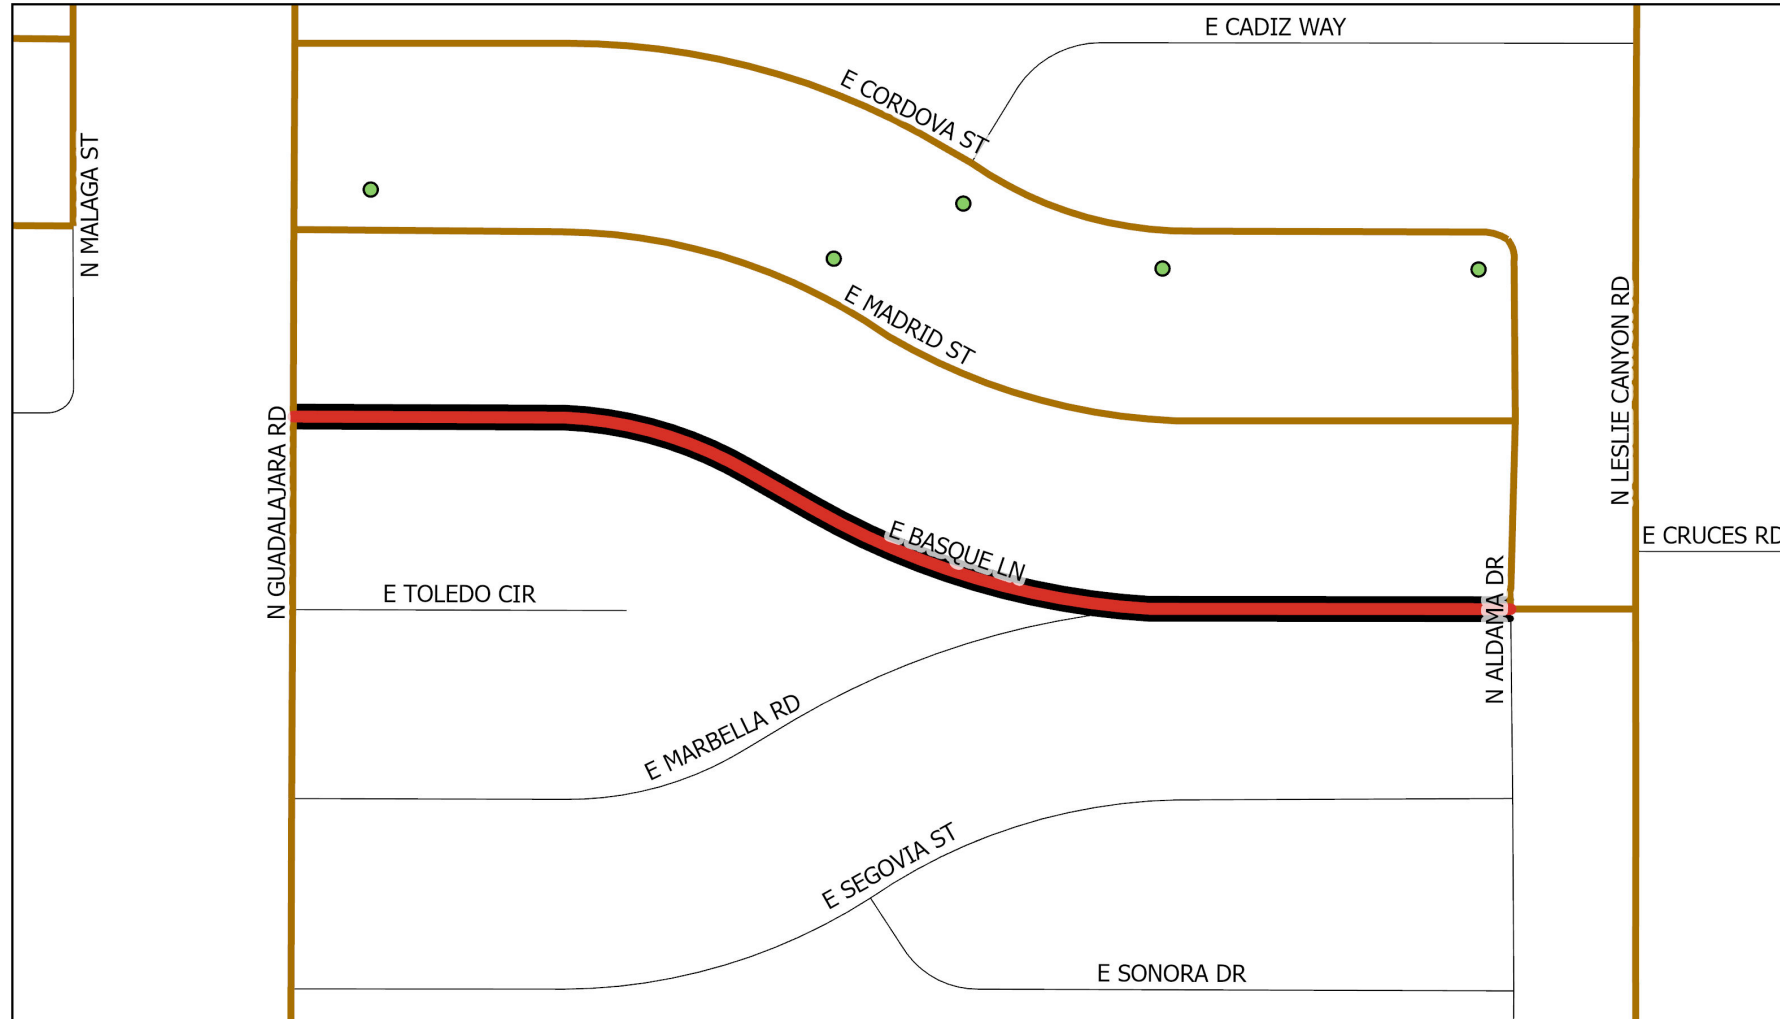 E CADIZ WAY
E CORDOVA ST
N MALAGA ST
E MADRID ST
N LESLIE CANYON RD
N GUADALAJARA RD
E BASQUE LN
E CRUCES RD
E TOLEDO CIR
N ALDAMA DR
E MARBELLA RD
E SEGOVIA ST
E SONORA DR